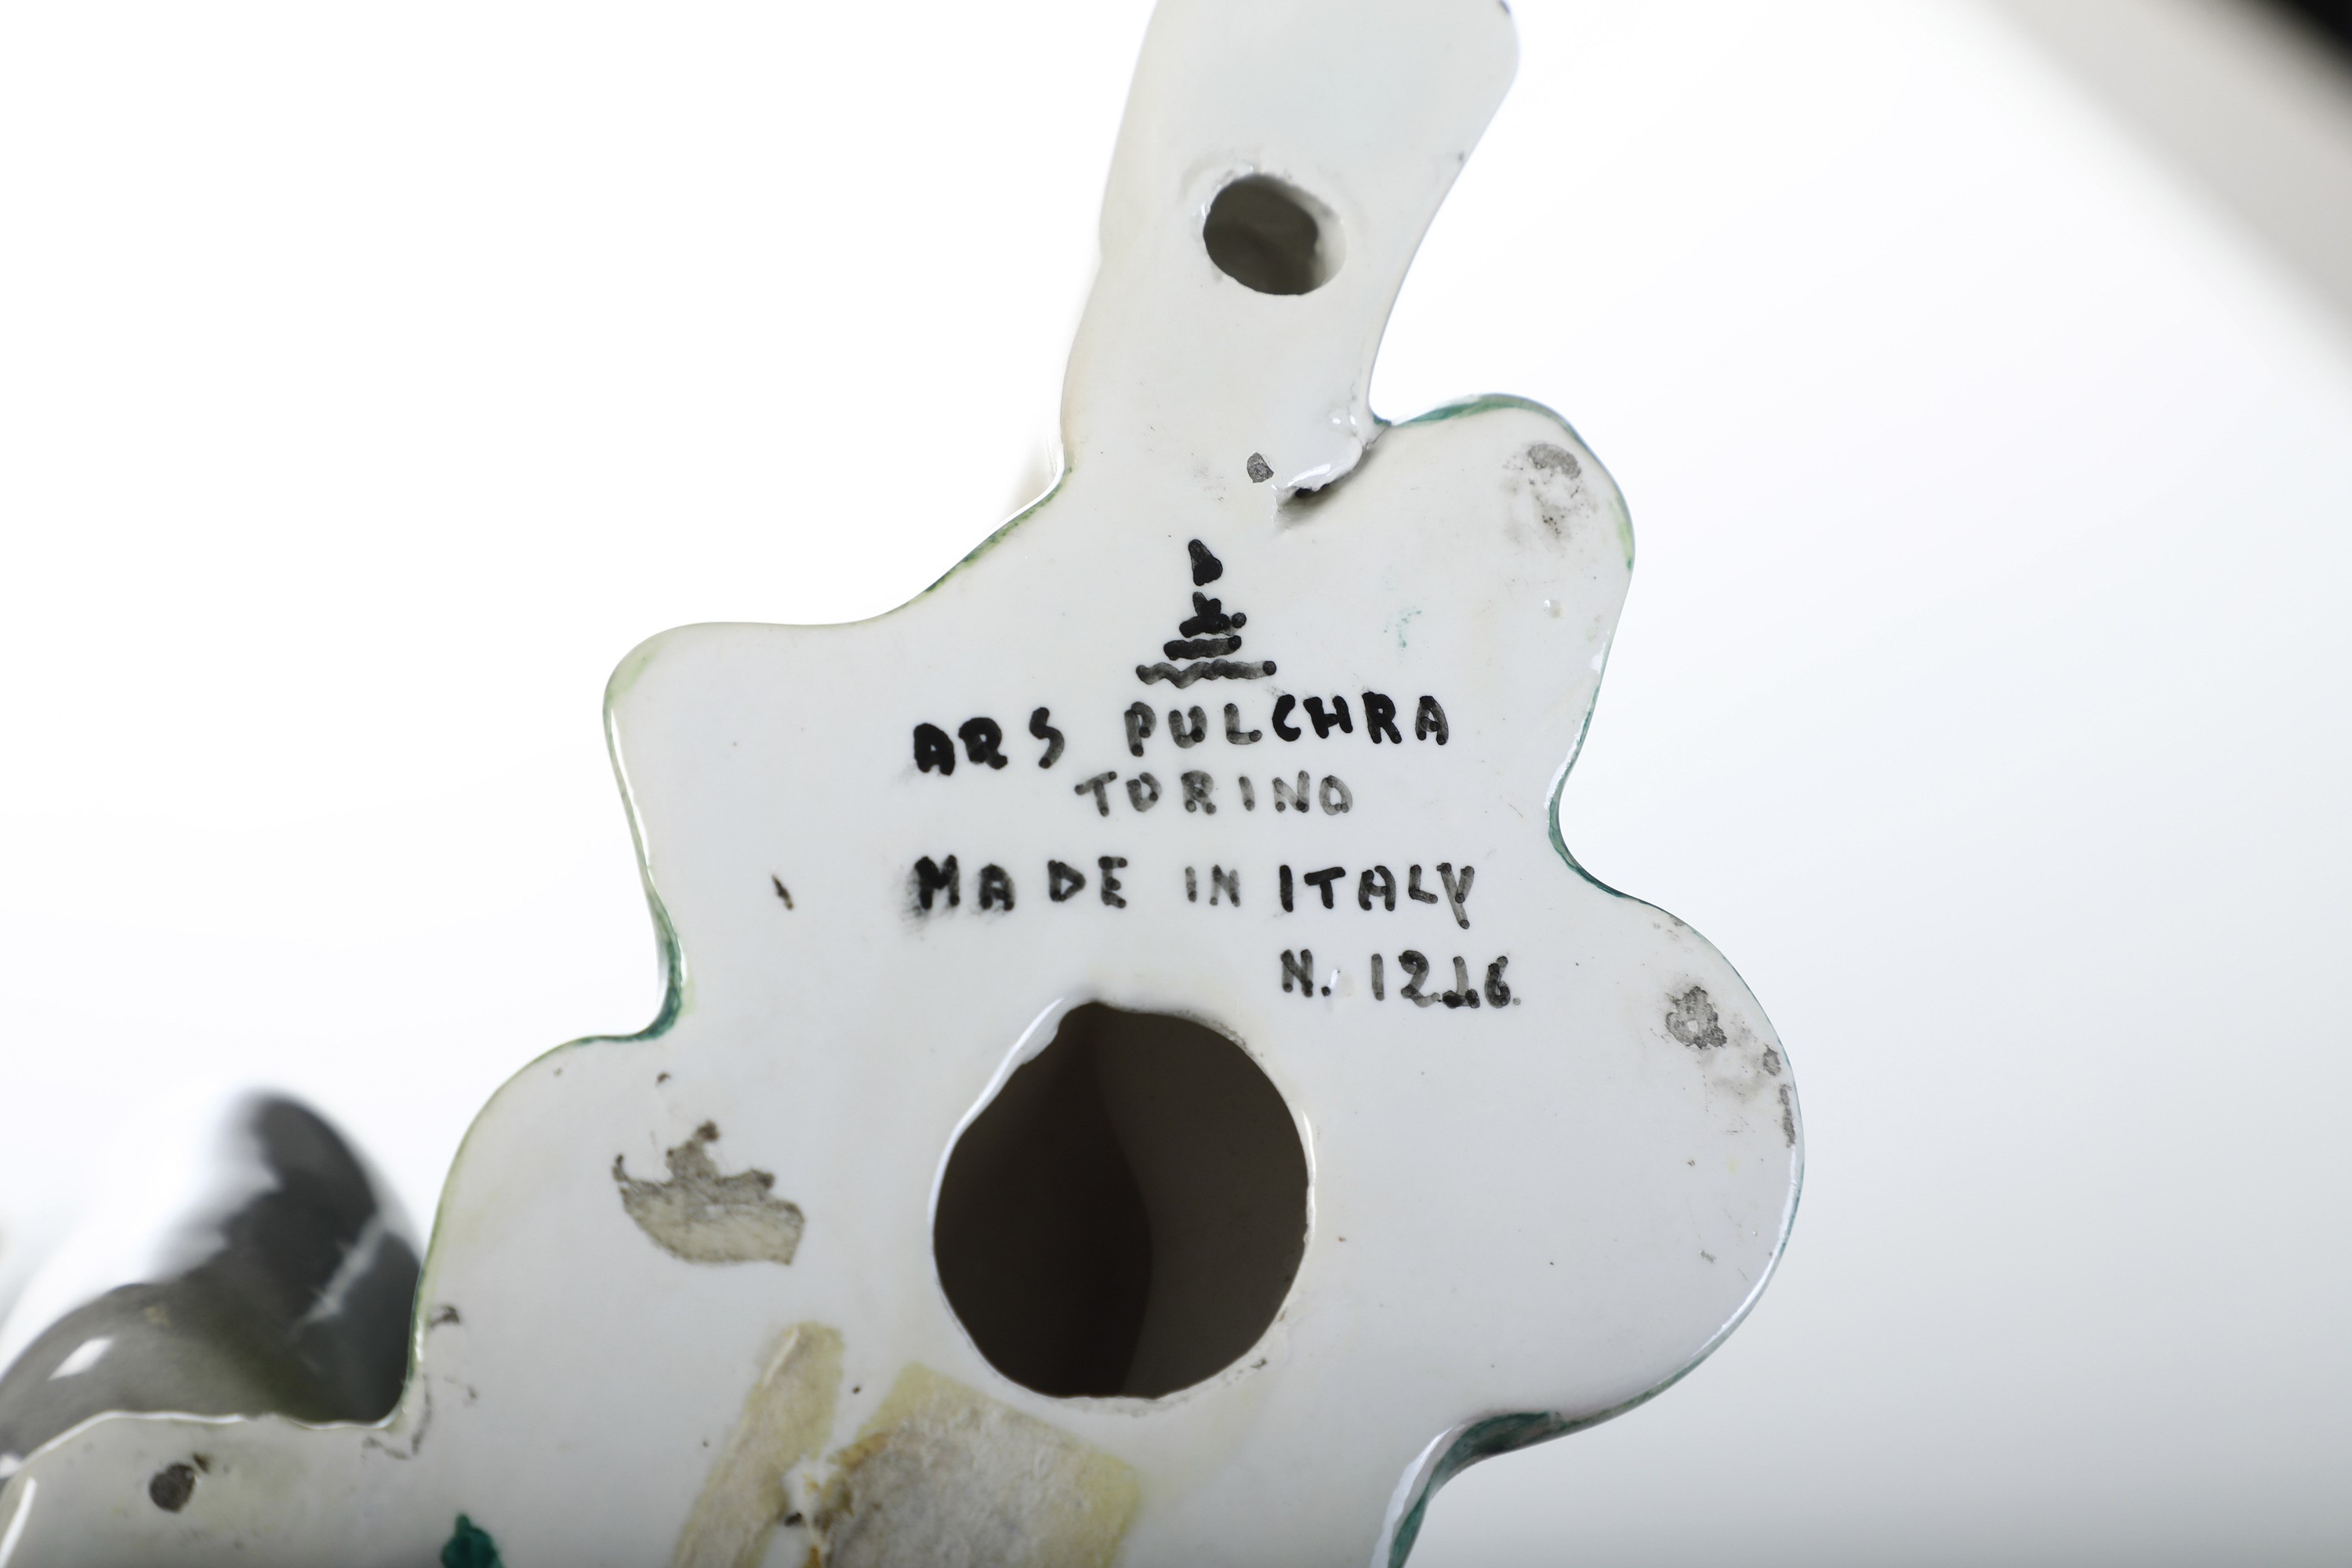 ARS PULCHRA
TORINO
MADE IN ITALY
N. 1216.